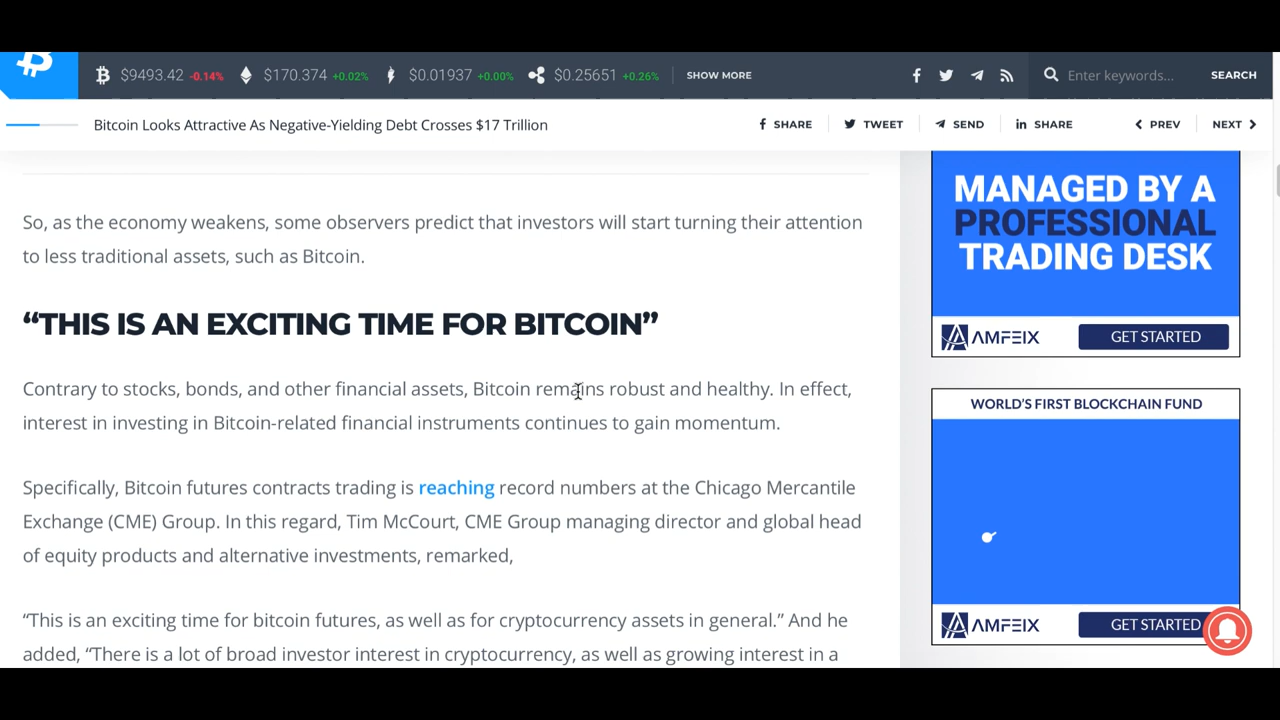 $9493.42 -0.14% $170.374 +0.02% $0.01937 +0.00% $0.25651 +0.26% SHOW MORE Enter keywords... SEARCH
Bitcoin Looks Attractive As Negative-Yielding Debt Crosses $17 Trillion SHARE TWEET SEND SHARE PREV NEXT
So, as the economy weakens, some observers predict that investors will start turning their attention
to less traditional assets, such as Bitcoin.
“THIS IS AN EXCITING TIME FOR BITCOIN”
Contrary to stocks, bonds, and other financial assets, Bitcoin remains robust and healthy. In effect,
interest in investing in Bitcoin-related financial instruments continues to gain momentum.
Specifically, Bitcoin futures contracts trading is reaching record numbers at the Chicago Mercantile
Exchange (CME) Group. In this regard, Tim McCourt, CME Group managing director and global head
of equity products and alternative investments, remarked,
“This is an exciting time for bitcoin futures, as well as for cryptocurrency assets in general.” And he
added, “There is a lot of broad investor interest in cryptocurrency, as well as growing interest in a
MANAGED BY A
PROFESSIONAL
TRADING DESK
AMFEIX GET STARTED
WORLD'S FIRST BLOCKCHAIN FUND
AMFEIX GET STARTED